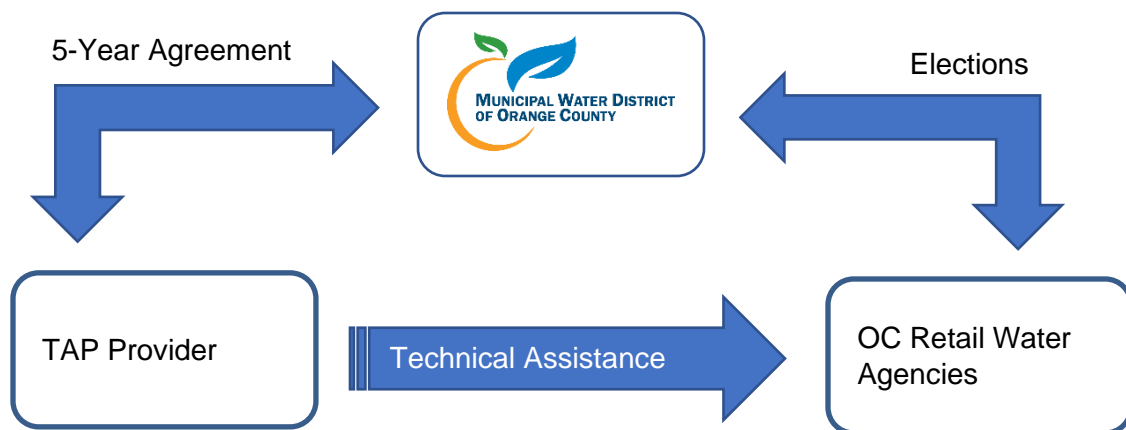 5-Year Agreement
MUNICIPAL WATER DISTRICT
OF ORANGE COUNTY
Elections
TAP Provider
Technical Assistance
OC Retail Water
Agencies